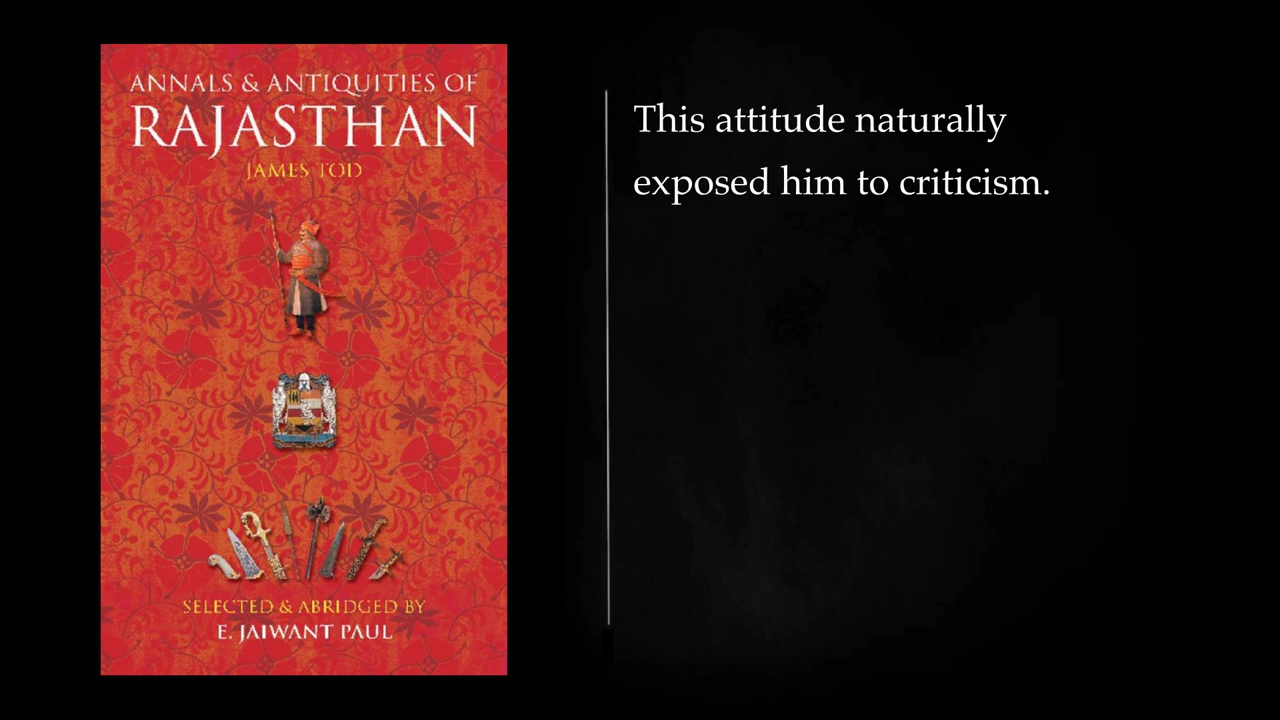 ANNALS & ANTIQUITIES OF
RAJASTHAN
JAMES TOD
SELECTED & ABRIDGED BY
E. JAIWANT PAUL
This attitude naturally
exposed him to criticism.